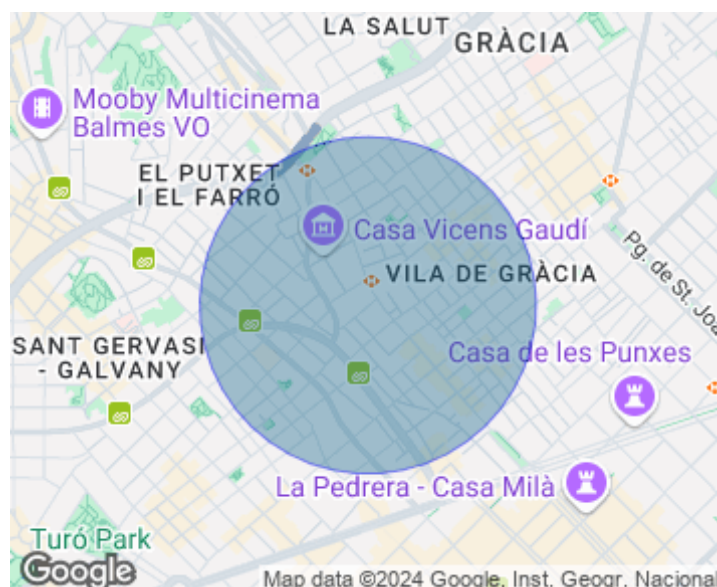 LA SALUT
GRÀCIA
Mooby Multicinema
Balmes VO
EL PUTXET
I EL FARRÓ
Casa Vicens Gaudí
VILA DE GRÀCIA
Pg. de St. Joa
SANT GERVASI
- GALVANY
Casa de les Punxes
La Pedrera - Casa Milà
Turó Park
Google
Map data ©2024 Google, Inst. Geogr. Nacional